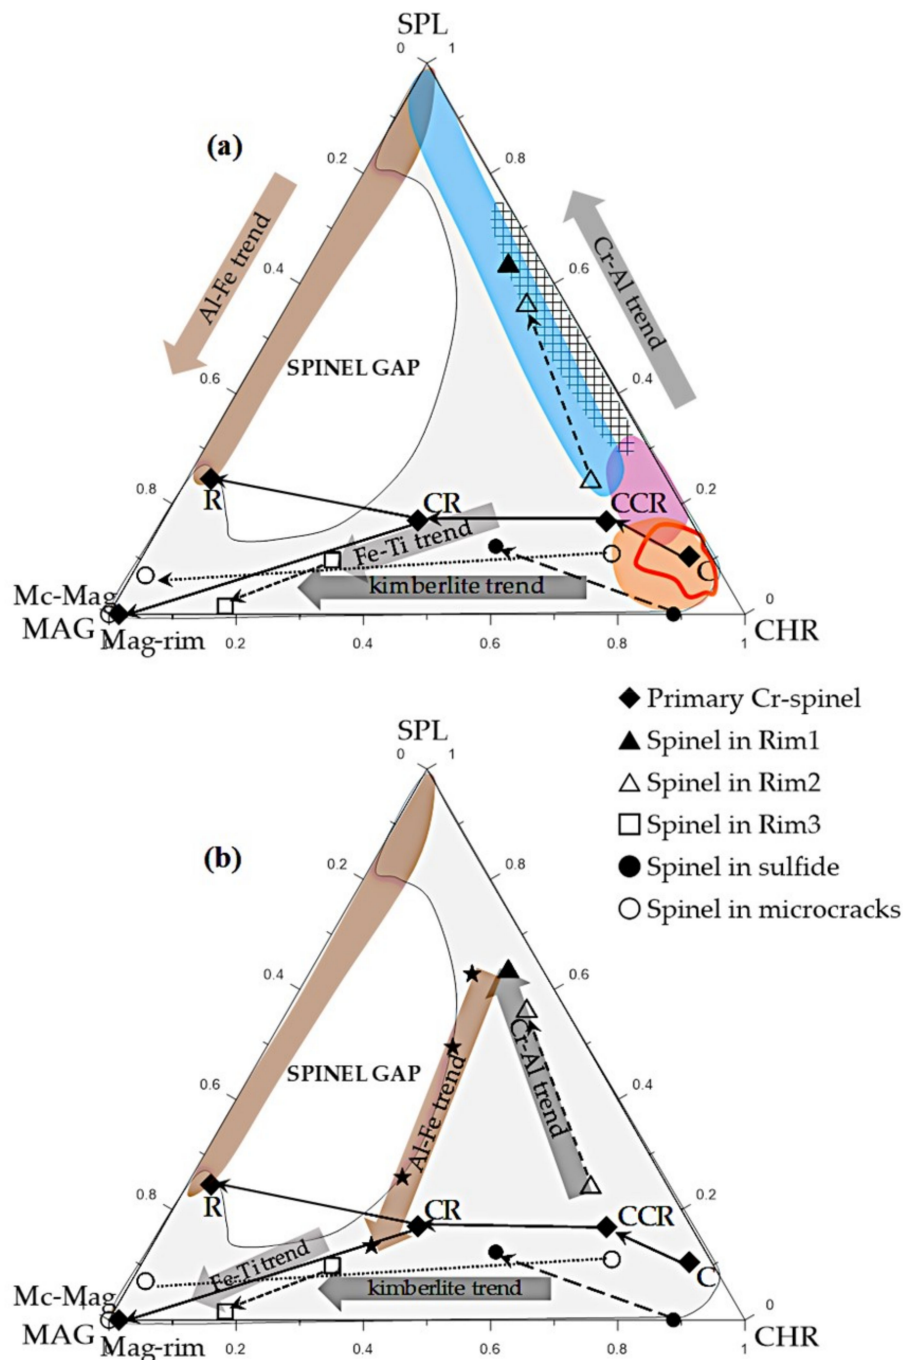 SPL
0 1
(a)
0.2
0.8
Al-Fe trend
Cr-Al trend
0.4
0.6
SPINEL GAP
0.6
0.4
0.8
R
CR
CCR
0.2
Fe-Ti trend
C
kimberlite trend
Mc-Mag
MAG
Mag-rim
0
CHR
0.2
0.4
0.6
0.8
1
Primary Cr-spinel
Spinel in Rim1
Spinel in Rim2
Spinel in Rim3
Spinel in sulfide
Spinel in microcracks
SPL
0 1
(b)
0.2
0.8
0.4
0.6
SPINEL GAP
Al-Fe trend
Cr-Al trend
0.6
0.4
0.8
R
CR
CCR
0.2
Fe-Ti trend
C
kimberlite trend
Mc-Mag
MAG
Mag-rim
0
CHR
0.2
0.4
0.6
0.8
1